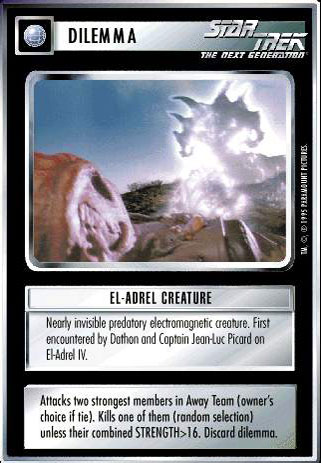 DILEMMA
STAR TREK
THE NEXT GENERATION
TM, ©, © 1995 PARAMOUNT PICTURES.
EL-ADREL CREATURE
Nearly invisible predatory electromagnetic creature. First
encountered by Dathon and Captain Jean-Luc Picard on
El-Adrel IV.
Attacks two strongest members in Away Team (owner's
choice if tie). Kills one of them (random selection)
unless their combined STRENGTH>16. Discard dilemma.